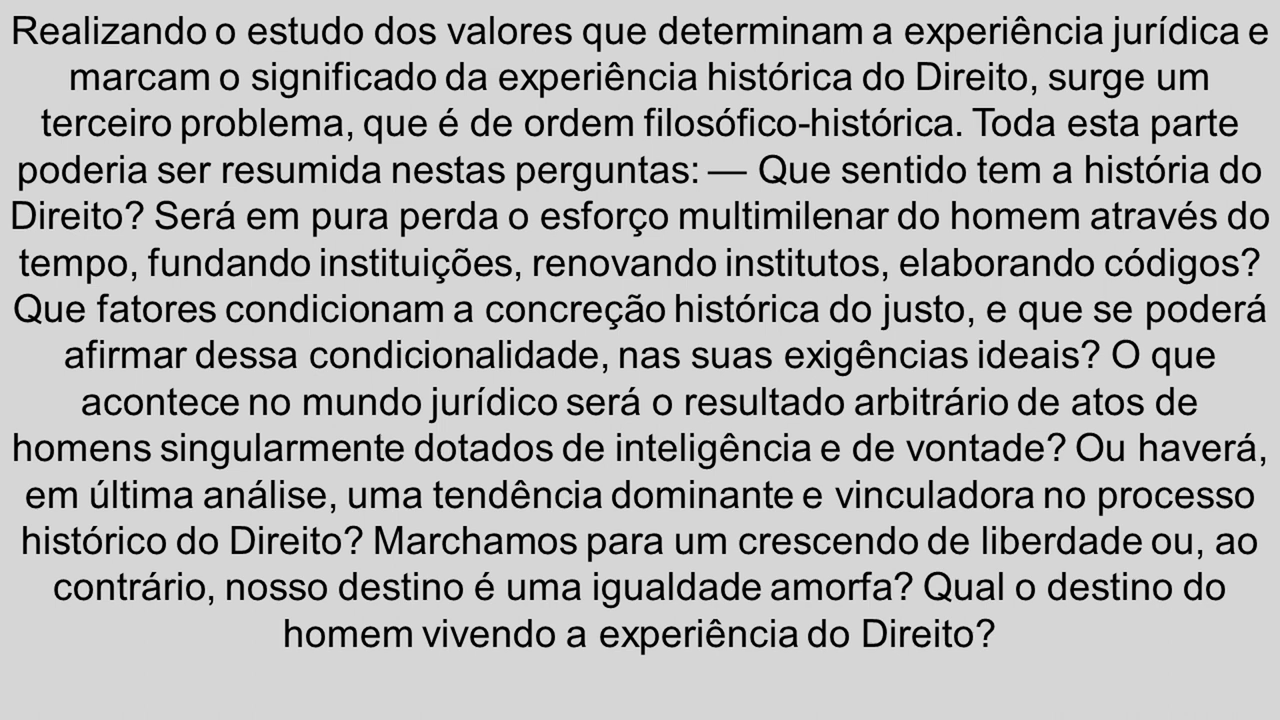 Realizando o estudo dos valores que determinam a experiência jurídica e
marcam o significado da experiência histórica do Direito, surge um
terceiro problema, que é de ordem filosófico-histórica. Toda esta parte
poderia ser resumida nestas perguntas: — Que sentido tem a história do
Direito? Será em pura perda o esforço multimilenar do homem através do
tempo, fundando instituições, renovando institutos, elaborando códigos?
Que fatores condicionam a concreção histórica do justo, e que se poderá
afirmar dessa condicionalidade, nas suas exigências ideais? O que
acontece no mundo jurídico será o resultado arbitrário de atos de
homens singularmente dotados de inteligência e de vontade? Ou haverá,
em última análise, uma tendência dominante e vinculadora no processo
histórico do Direito? Marchamos para um crescendo de liberdade ou, ao
contrário, nosso destino é uma igualdade amorfa? Qual o destino do
homem vivendo a experiência do Direito?